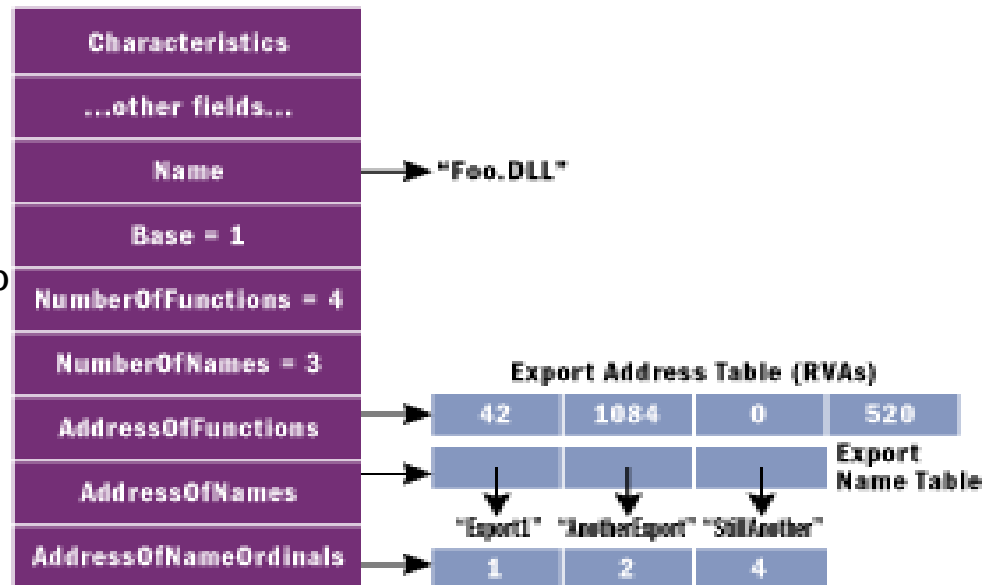 Characteristics
...other fields...
Name
"Foo.DLL"
Base = 1
NumberOfFunctions = 4
NumberOfNames = 3
Export Address Table (RVAs)
AddressOfFunctions
42 1084 0 520
Export
Name Table
AddressOfNames
"Export1" "AnotherExport" "StillAnother"
AddressOfNameOrdinals
1 2 4